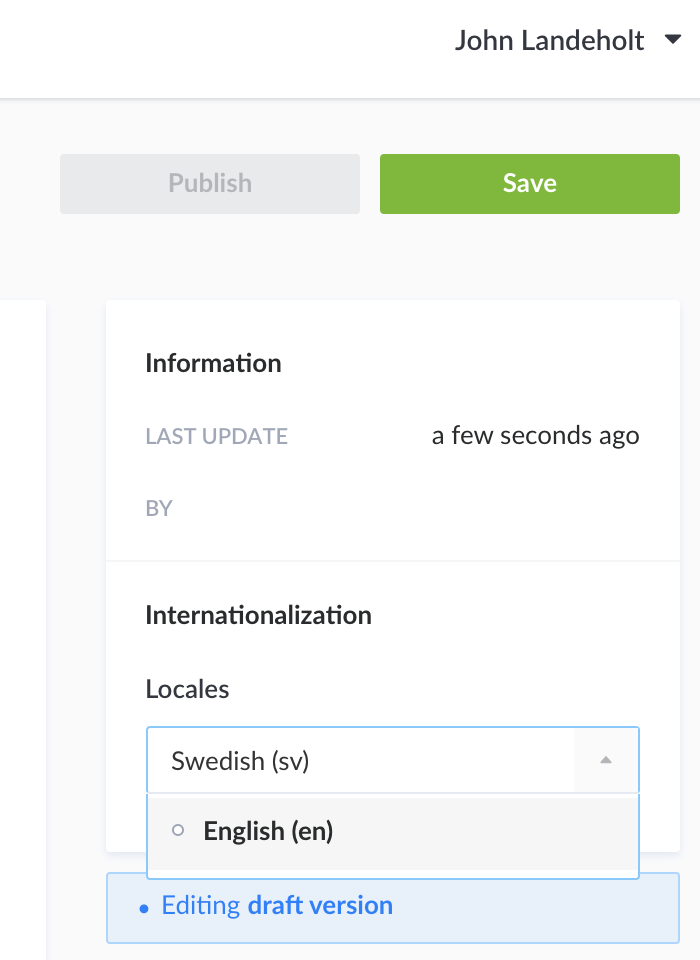 John Landeholt
Publish
Save
Information
LAST UPDATE
a few seconds ago
BY
Internationalization
Locales
Swedish (sv)
English (en)
Editing draft version